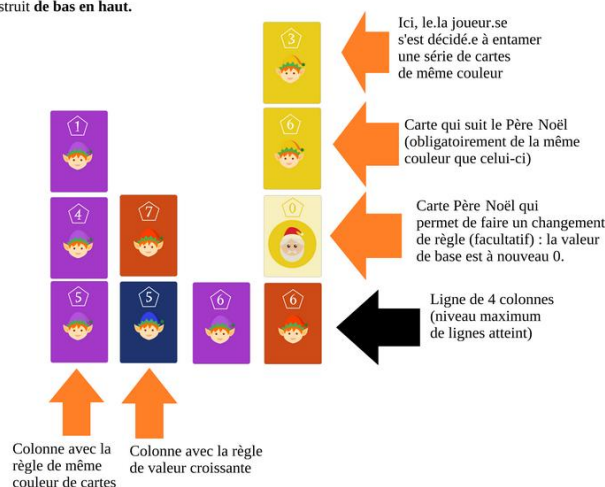 struit de bas en haut.
Ici, le.la joueur.se
s'est décidé.e à entamer
une série de cartes
de même couleur
3
6
Carte qui suit le Père Noël
(obligatoirement de la même
couleur que celui-ci)
1
4
7
0
Carte Père Noël qui
permet de faire un changement
de règle (facultatif) : la valeur
de base est à nouveau 0.
5
5
6
6
Ligne de 4 colonnes
(niveau maximum
de lignes atteint)
Colonne avec la
règle de même
couleur de cartes
Colonne avec la règle
de valeur croissante